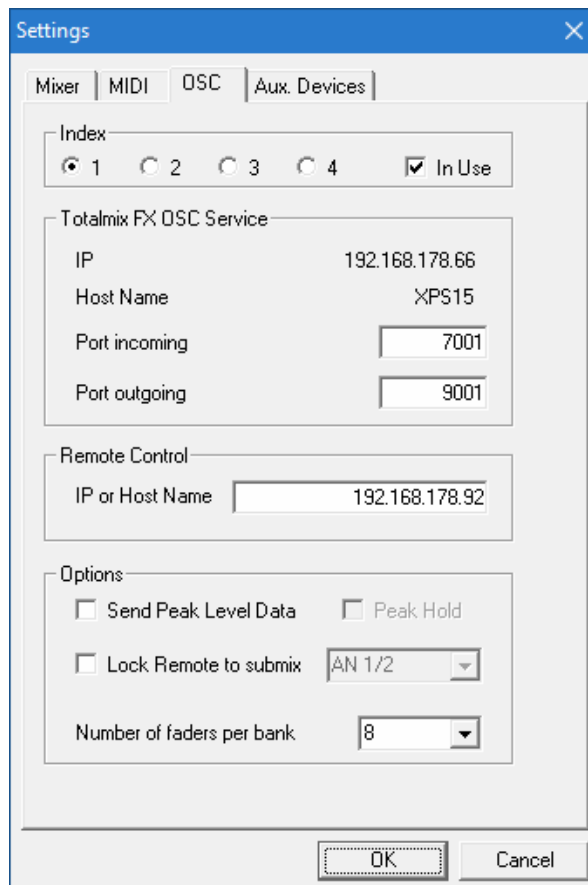 Settings
Mixer MIDI OSC Aux. Devices
Index
1 2 3 4 In Use
Totalmix FX OSC Service
IP 192.168.178.66
Host Name XPS15
Port incoming 7001
Port outgoing 9001
Remote Control
IP or Host Name 192.168.178.92
Options
Send Peak Level Data Peak Hold
Lock Remote to submix AN 1/2
Number of faders per bank 8
OK Cancel